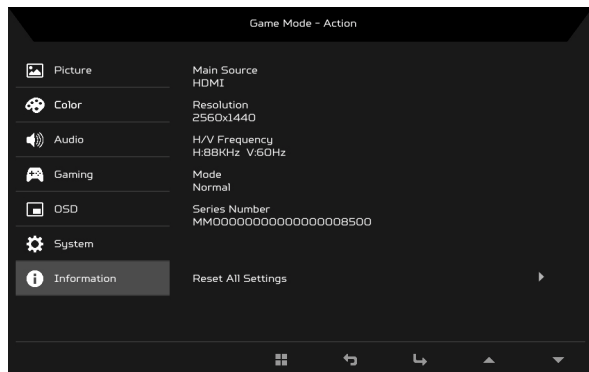 Game Mode - Action
Picture
Color
Audio
Gaming
OSD
System
Information
Main Source
HDMI
Resolution
2560x1440
H/V Frequency
H:88KHz V:60Hz
Mode
Normal
Series Number
MM00000000000000008500
Reset All Settings